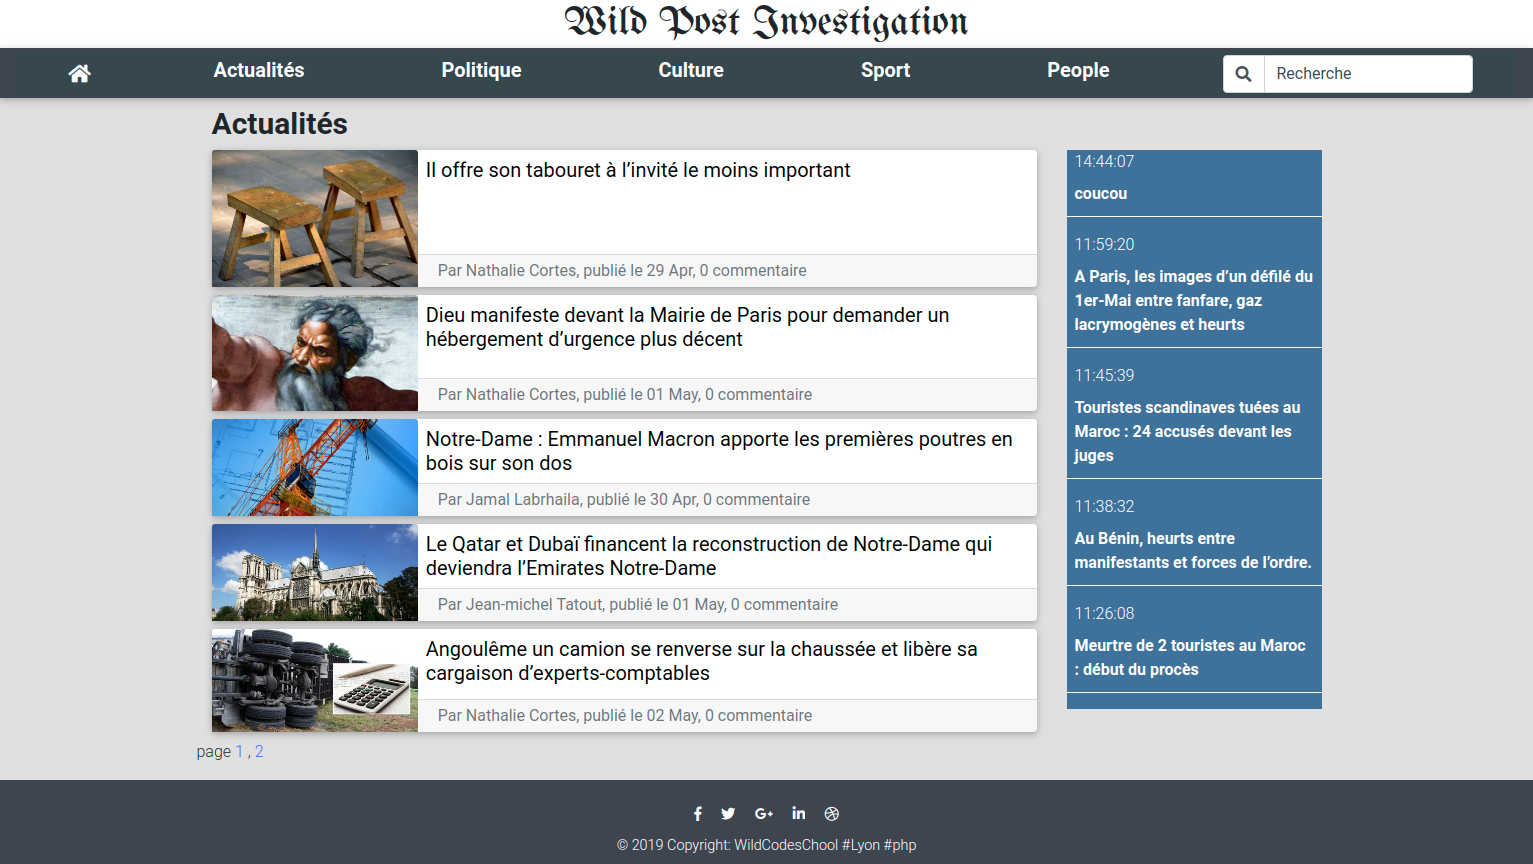 Wild Post Investigation
Actualités
Politique
Culture
Sport
People
Recherche
Actualités
Il offre son tabouret à l’invité le moins important
Par Nathalie Cortes, publié le 29 Apr, 0 commentaire
Dieu manifeste devant la Mairie de Paris pour demander un
hébergement d’urgence plus décent
Par Nathalie Cortes, publié le 01 May, 0 commentaire
Notre-Dame : Emmanuel Macron apporte les premières poutres en
bois sur son dos
Par Jamal Labrhaila, publié le 30 Apr, 0 commentaire
Le Qatar et Dubaï financent la reconstruction de Notre-Dame qui
deviendra l’Emirates Notre-Dame
Par Jean-michel Tatout, publié le 01 May, 0 commentaire
Angoulême un camion se renverse sur la chaussée et libère sa
cargaison d’experts-comptables
Par Nathalie Cortes, publié le 02 May, 0 commentaire
page 1 , 2
14:44:07
coucou
11:59:20
A Paris, les images d’un défilé du
1er-Mai entre fanfare, gaz
lacrymogènes et heurts
11:45:39
Touristes scandinaves tuées au
Maroc : 24 accusés devant les
juges
11:38:32
Au Bénin, heurts entre
manifestants et forces de l’ordre.
11:26:08
Meurtre de 2 touristes au Maroc
: début du procès
© 2019 Copyright: WildCodesChool #Lyon #php